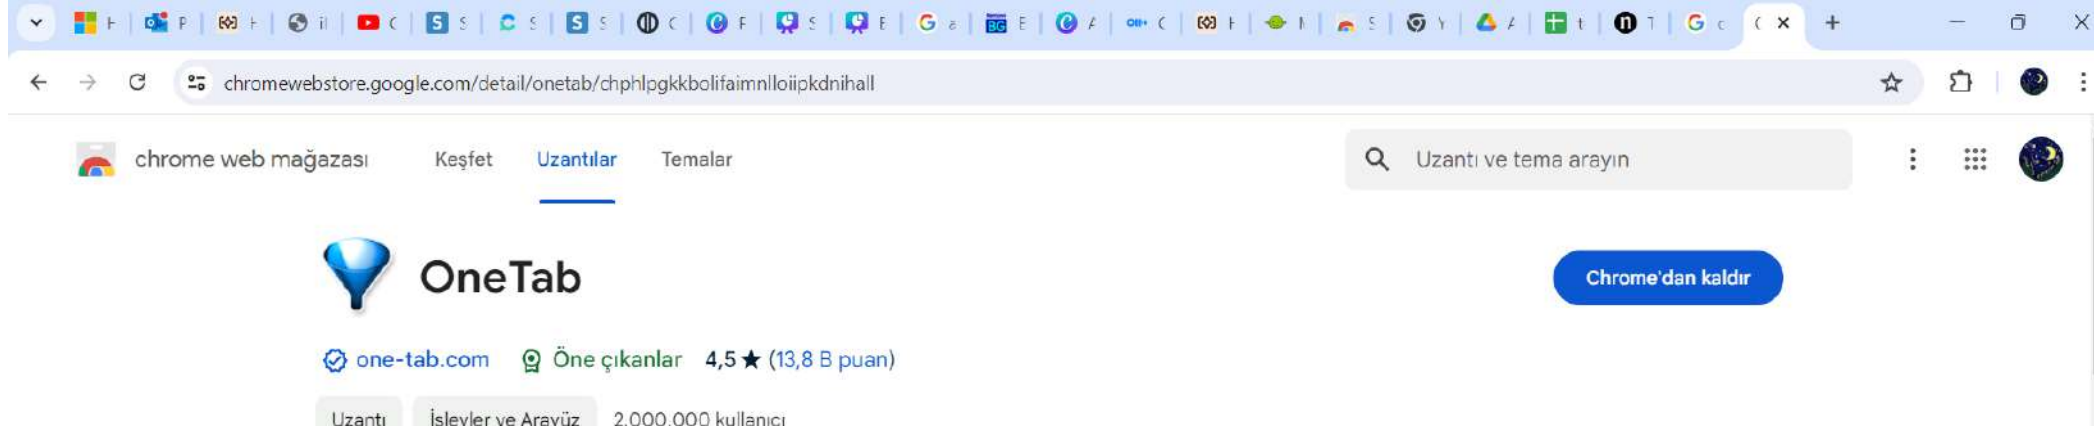 chromewebstore.google.com/detail/onetab/chphlpgkkbolifaimnlloiipkdnihall
chrome web mağazası Keşfet Uzantılar Temalar Uzantı ve tema arayın
OneTab Chrome'dan kaldır
one-tab.com Öne çıkanlar 4,5 ★ (13,8 B puan)
Uzantı İşlevler ve Arayüz 2.000.000 kullanıcı